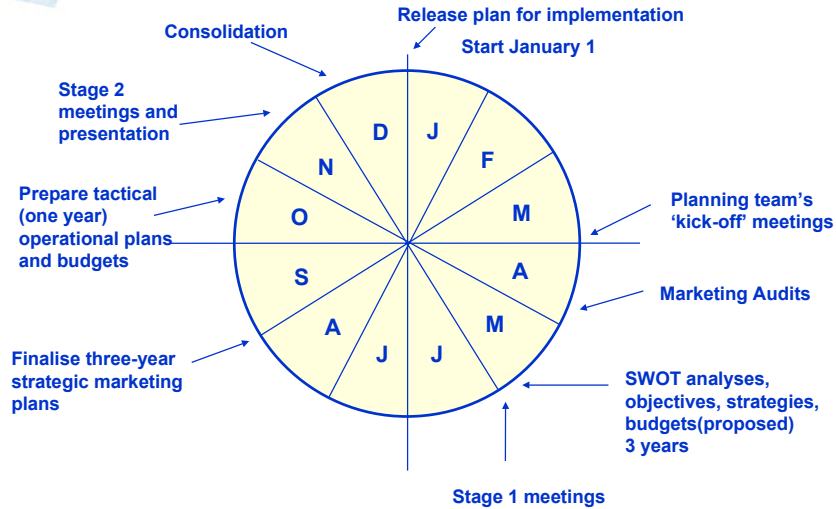 Release plan for implementation
Start January 1
Consolidation
Stage 2
meetings and
presentation
Prepare tactical
(one year)
operational plans
and budgets
Finalise three-year
strategic marketing
plans
Planning team’s
‘kick-off’ meetings
Marketing Audits
SWOT analyses,
objectives, strategies,
budgets(proposed)
3 years
Stage 1 meetings
J
F
M
A
M
J
J
A
S
O
N
D